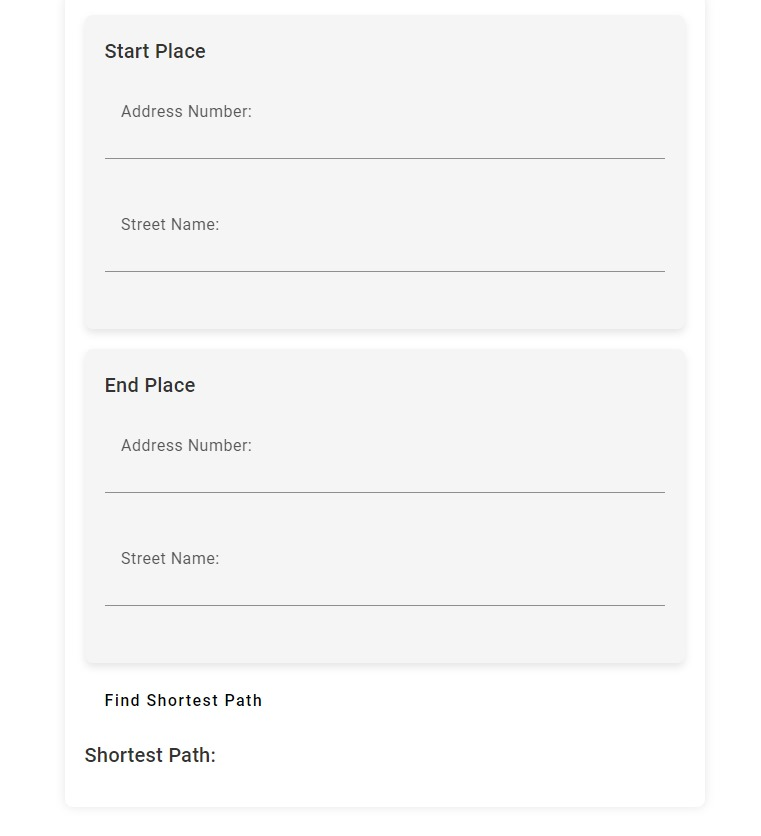 Start Place
Address Number:
Street Name:
End Place
Address Number:
Street Name:
Find Shortest Path
Shortest Path: